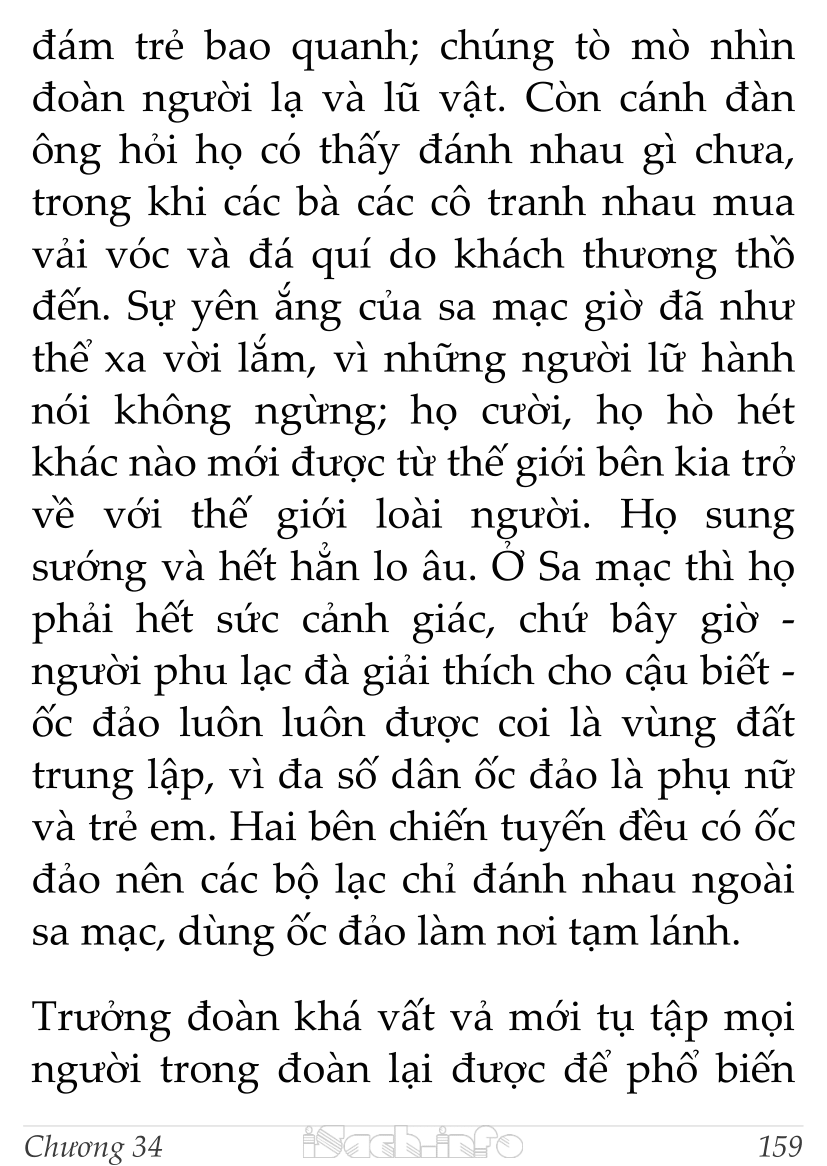 đám trẻ bao quanh; chúng tò mò nhìn
đoàn người lạ và lũ vật. Còn cánh đàn
ông hỏi họ có thấy đánh nhau gì chưa,
trong khi các bà các cô tranh nhau mua
vải vóc và đá quí do khách thương thồ
đến. Sự yên ắng của sa mạc giờ đã như
thể xa vời lắm, vì những người lữ hành
nói không ngừng; họ cười, họ hò hét
khác nào mới được từ thế giới bên kia trở
về với thế giới loài người. Họ sung
sướng và hết hẳn lo âu. Ở Sa mạc thì họ
phải hết sức cảnh giác, chứ bây giờ -
người phu lạc đà giải thích cho cậu biết -
ốc đảo luôn luôn được coi là vùng đất
trung lập, vì đa số dân ốc đảo là phụ nữ
và trẻ em. Hai bên chiến tuyến đều có ốc
đảo nên các bộ lạc chỉ đánh nhau ngoài
sa mạc, dùng ốc đảo làm nơi tạm lánh.
Trưởng đoàn khá vất vả mới tụ tập mọi
người trong đoàn lại được để phổ biến
Chương 34 iSach.info 159